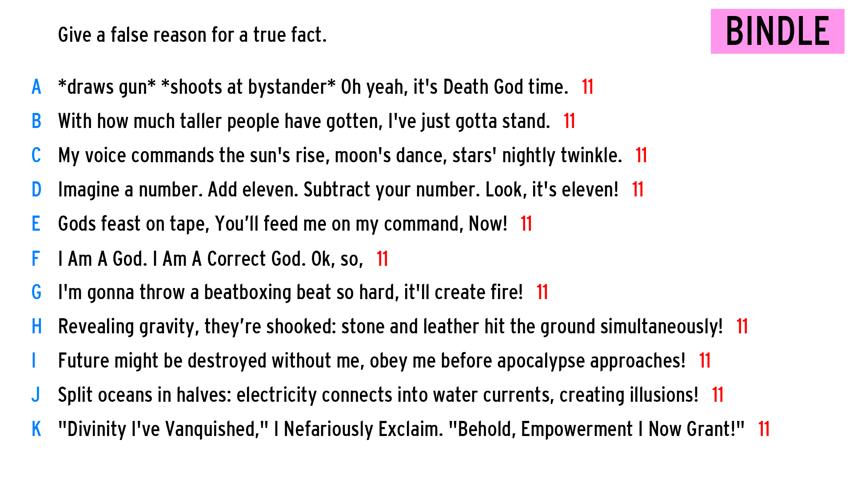 Give a false reason for a true fact.
BINDLE
A *draws gun* *shoots at bystander* Oh yeah, it's Death God time. 11
B With how much taller people have gotten, I've just gotta stand. 11
C My voice commands the sun's rise, moon's dance, stars' nightly twinkle. 11
D Imagine a number. Add eleven. Subtract your number. Look, it's eleven! 11
E Gods feast on tape, You’ll feed me on my command, Now! 11
F I Am A God. I Am A Correct God. Ok, so, 11
G I'm gonna throw a beatboxing beat so hard, it'll create fire! 11
H Revealing gravity, they’re shooked: stone and leather hit the ground simultaneously! 11
I Future might be destroyed without me, obey me before apocalypse approaches! 11
J Split oceans in halves: electricity connects into water currents, creating illusions! 11
K "Divinity I've Vanquished," I Nefariously Exclaim. "Behold, Empowerment I Now Grant!" 11